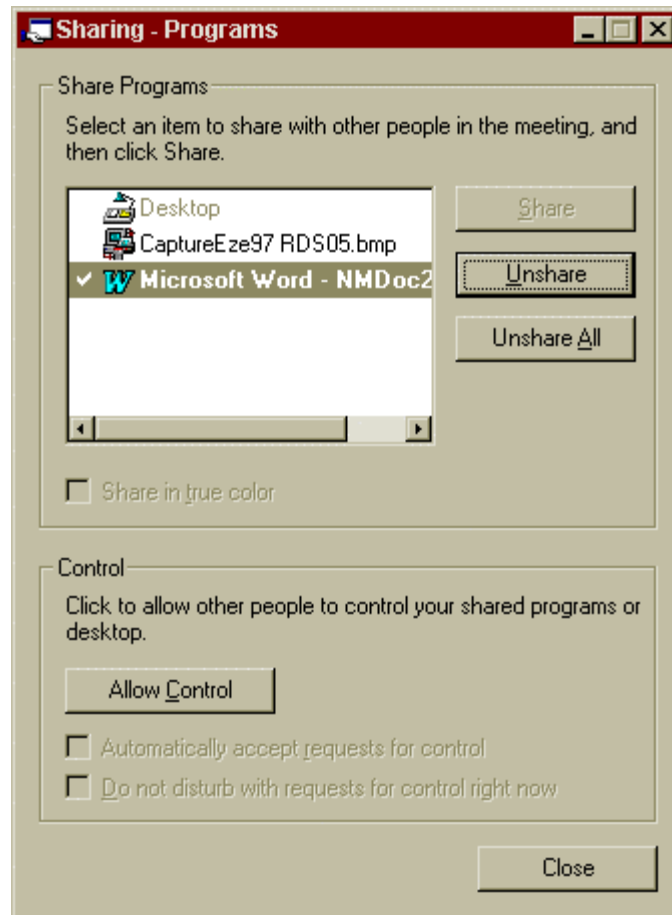 Sharing - Programs
Share Programs
Select an item to share with other people in the meeting, and
then click Share.
Desktop
CaptureEze97 RDS05.bmp
Microsoft Word - NMDoc2
Share
Unshare
Unshare All
Share in true color
Control
Click to allow other people to control your shared programs or
desktop.
Allow Control
Automatically accept requests for control
Do not disturb with requests for control right now
Close